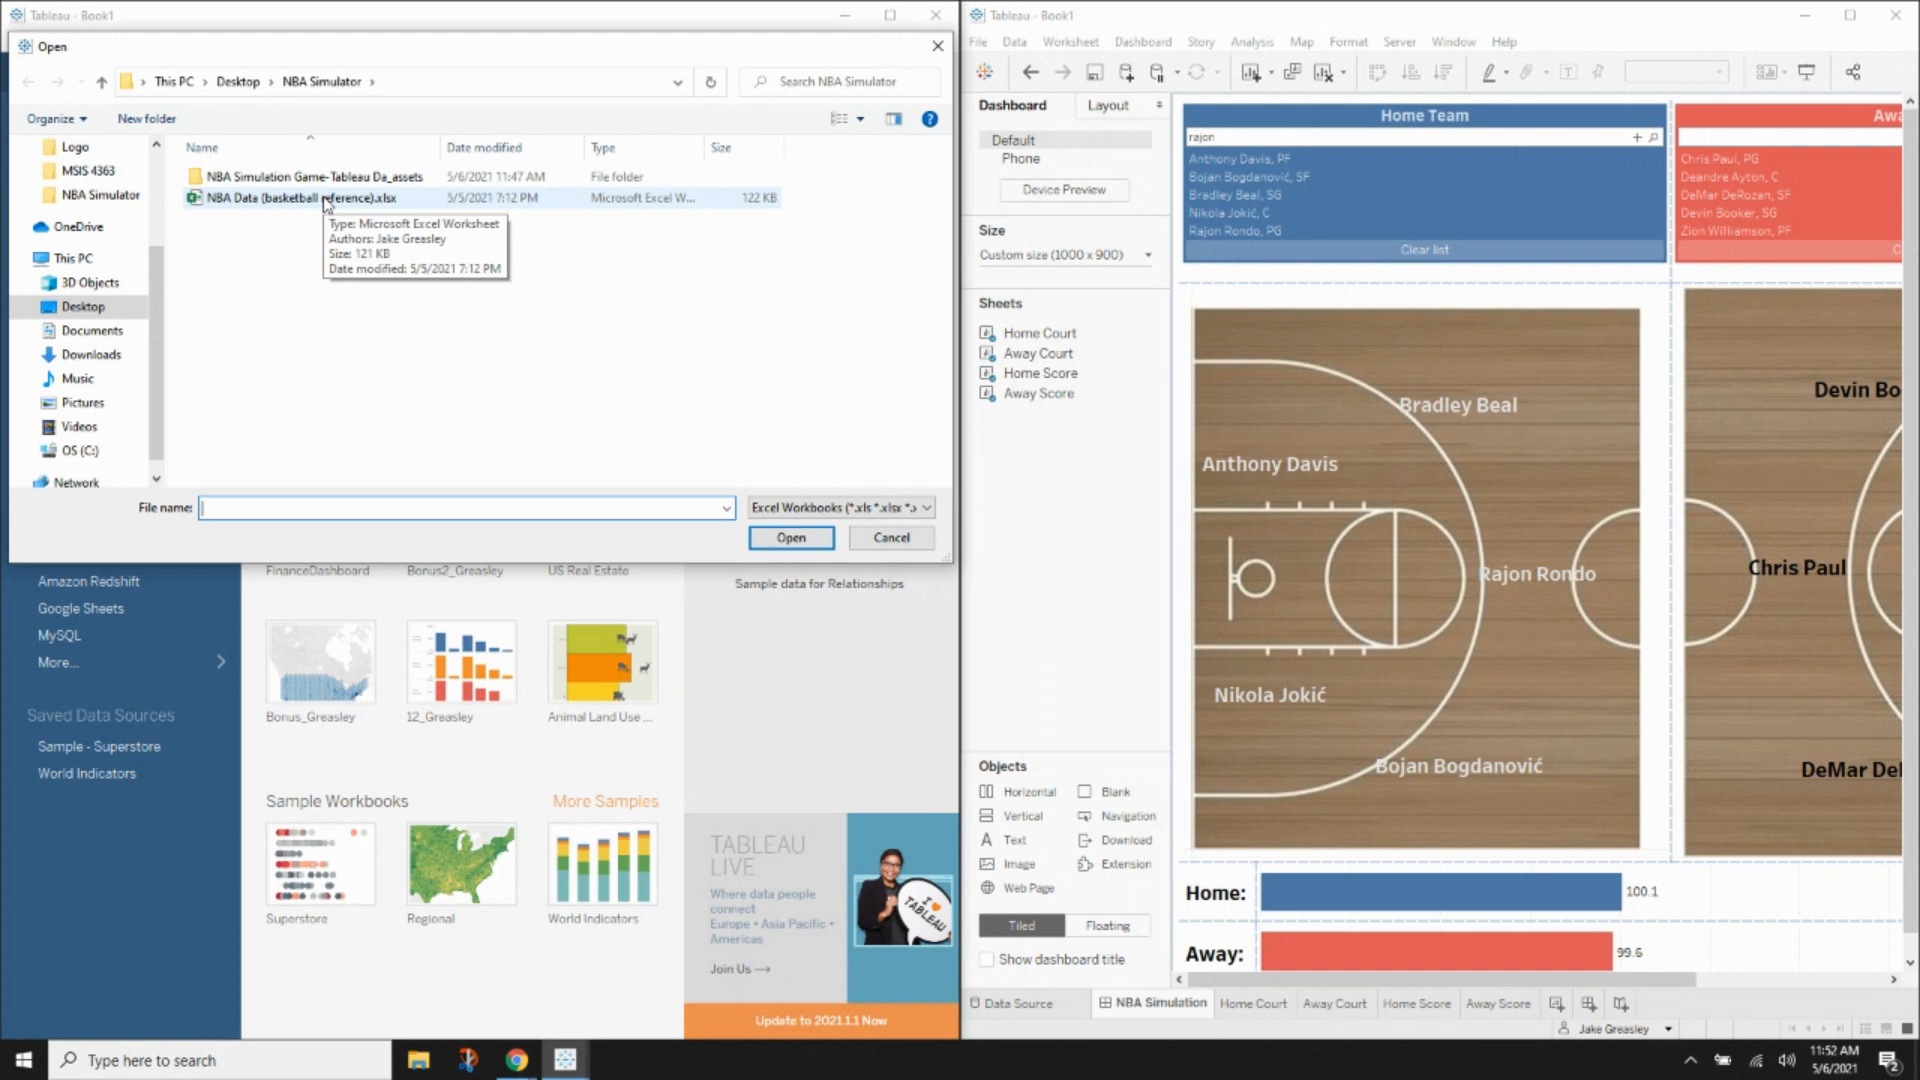 Tableau - Book1
Open
This PC
Desktop
NBA Simulator
Search NBA Simulator
Organize
New folder
Name
Date modified
Type
Size
NBA Simulation Game-Tableau Da_assets
5/6/2021 11:47 AM
File folder
NBA Data (basketball reference).xlsx
5/5/2021 7:12 PM
Microsoft Excel W...
122 KB
Type: Microsoft Excel Worksheet
Authors: Jake Greasley
Size: 121 KB
Date modified: 5/5/2021 7:12 PM
Logo
MSIS 4363
NBA Simulator
OneDrive
This PC
3D Objects
Desktop
Documents
Downloads
Music
Pictures
Videos
OS (C:)
Network
File name:
Excel Workbooks (*.xls *.xlsx *.x
Open
Cancel
Amazon Redshift
Google Sheets
MySQL
More...
Saved Data Sources
Sample - Superstore
World Indicators
FinanceDashboard
Bonus2_Greasley
US Real Estate
Bonus_Greasley
12_Greasley
Animal Land Use ...
Sample Workbooks
More Samples
Superstore
Regional
World Indicators
Sample data for Relationships
TABLEAU
LIVE
Where data people
connect
Europe • Asia Pacific •
Americas
Join Us →
I
TABLEAU
Update to 2021.1.1 Now
Tableau - Book1
File Data Worksheet Dashboard Story Analysis Map Format Server Window Help
Dashboard
Layout
Default
Phone
Device Preview
Size
Custom size (1000 x 900)
Sheets
Home Court
Away Court
Home Score
Away Score
Objects
Horizontal
Blank
Vertical
Navigation
Text
Download
Image
Extension
Web Page
Tiled
Floating
Show dashboard title
Home Team
rajon
Anthony Davis, PF
Bojan Bogdanović, SF
Bradley Beal, SG
Nikola Jokić, C
Rajon Rondo, PG
Clear list
Awa
Chris Paul, PG
Deandre Ayton, C
DeMar DeRozan, SF
Devin Booker, SG
Zion Williamson, PF
C
Bradley Beal
Anthony Davis
Rajon Rondo
Nikola Jokić
Bojan Bogdanović
Devin Bo
Chris Paul
DeMar Del
Home:
100.1
Away:
99.6
Data Source
NBA Simulation
Home Court
Away Court
Home Score
Away Score
Jake Greasley
Type here to search
11:52 AM
5/6/2021
2